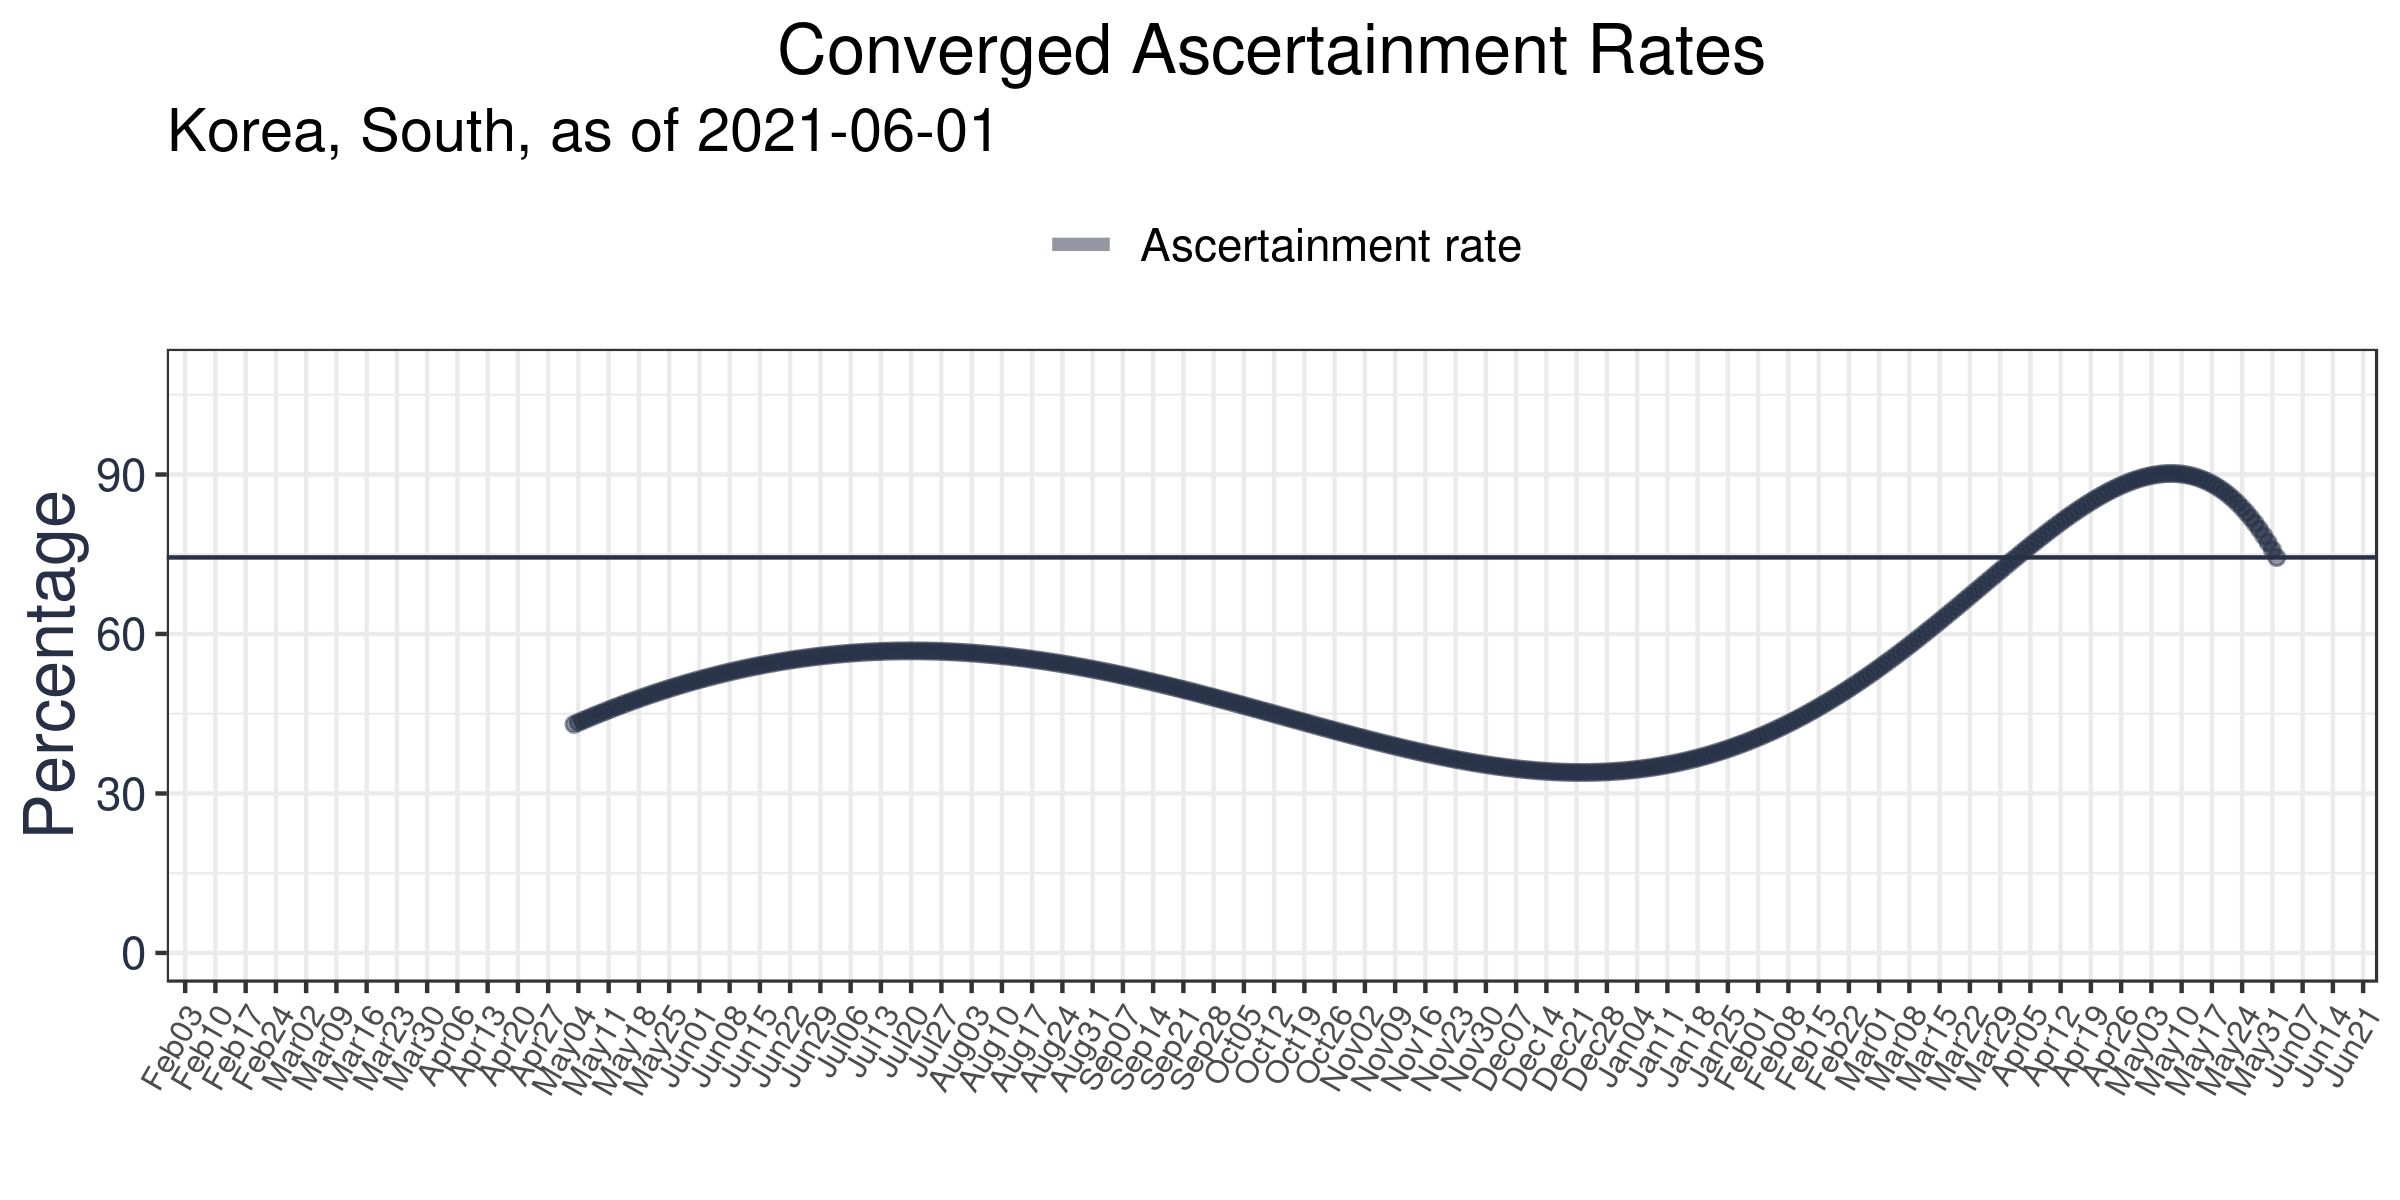 Converged Ascertainment Rates
Korea, South, as of 2021-06-01
Ascertainment rate
Percentage
90
60
30
0
Feb03 Feb10 Feb17 Feb24 Mar02 Mar09 Mar16 Mar23 Mar30 Apr06 Apr13 Apr20 Apr27 May04 May11 May18 May25 Jun01 Jun08 Jun15 Jun22 Jun29 Jul06 Jul13 Jul20 Jul27 Aug03 Aug10 Aug17 Aug24 Aug31 Sep07 Sep14 Sep21 Sep28 Oct05 Oct12 Oct19 Oct26 Nov02 Nov09 Nov16 Nov23 Nov30 Dec07 Dec14 Dec21 Dec28 Jan04 Jan11 Jan18 Jan25 Feb01 Feb08 Feb15 Feb22 Mar01 Mar08 Mar15 Mar22 Mar29 Apr05 Apr12 Apr19 Apr26 May03 May10 May17 May24 May31 Jun07 Jun14 Jun21